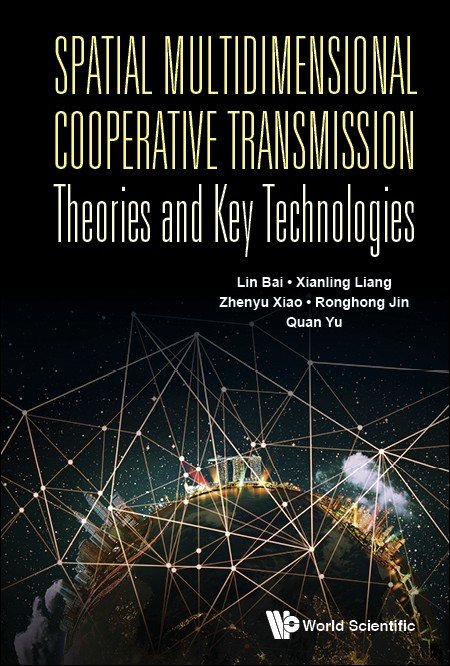 SPATIAL MULTIDIMENSIONAL
COOPERATIVE TRANSMISSION
Theories and Key Technologies
Lin Bai • Xianling Liang
Zhenyu Xiao • Ronghong Jin
Quan Yu
World Scientific